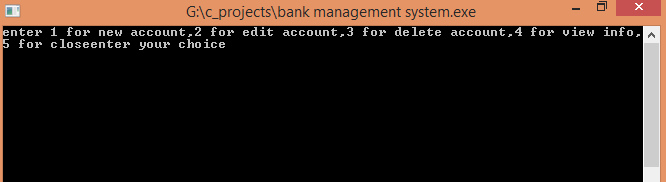 G:\c_projects\bank management system.exe
enter 1 for new account,2 for edit account,3 for delete account,4 for view info,
5 for closeenter your choice